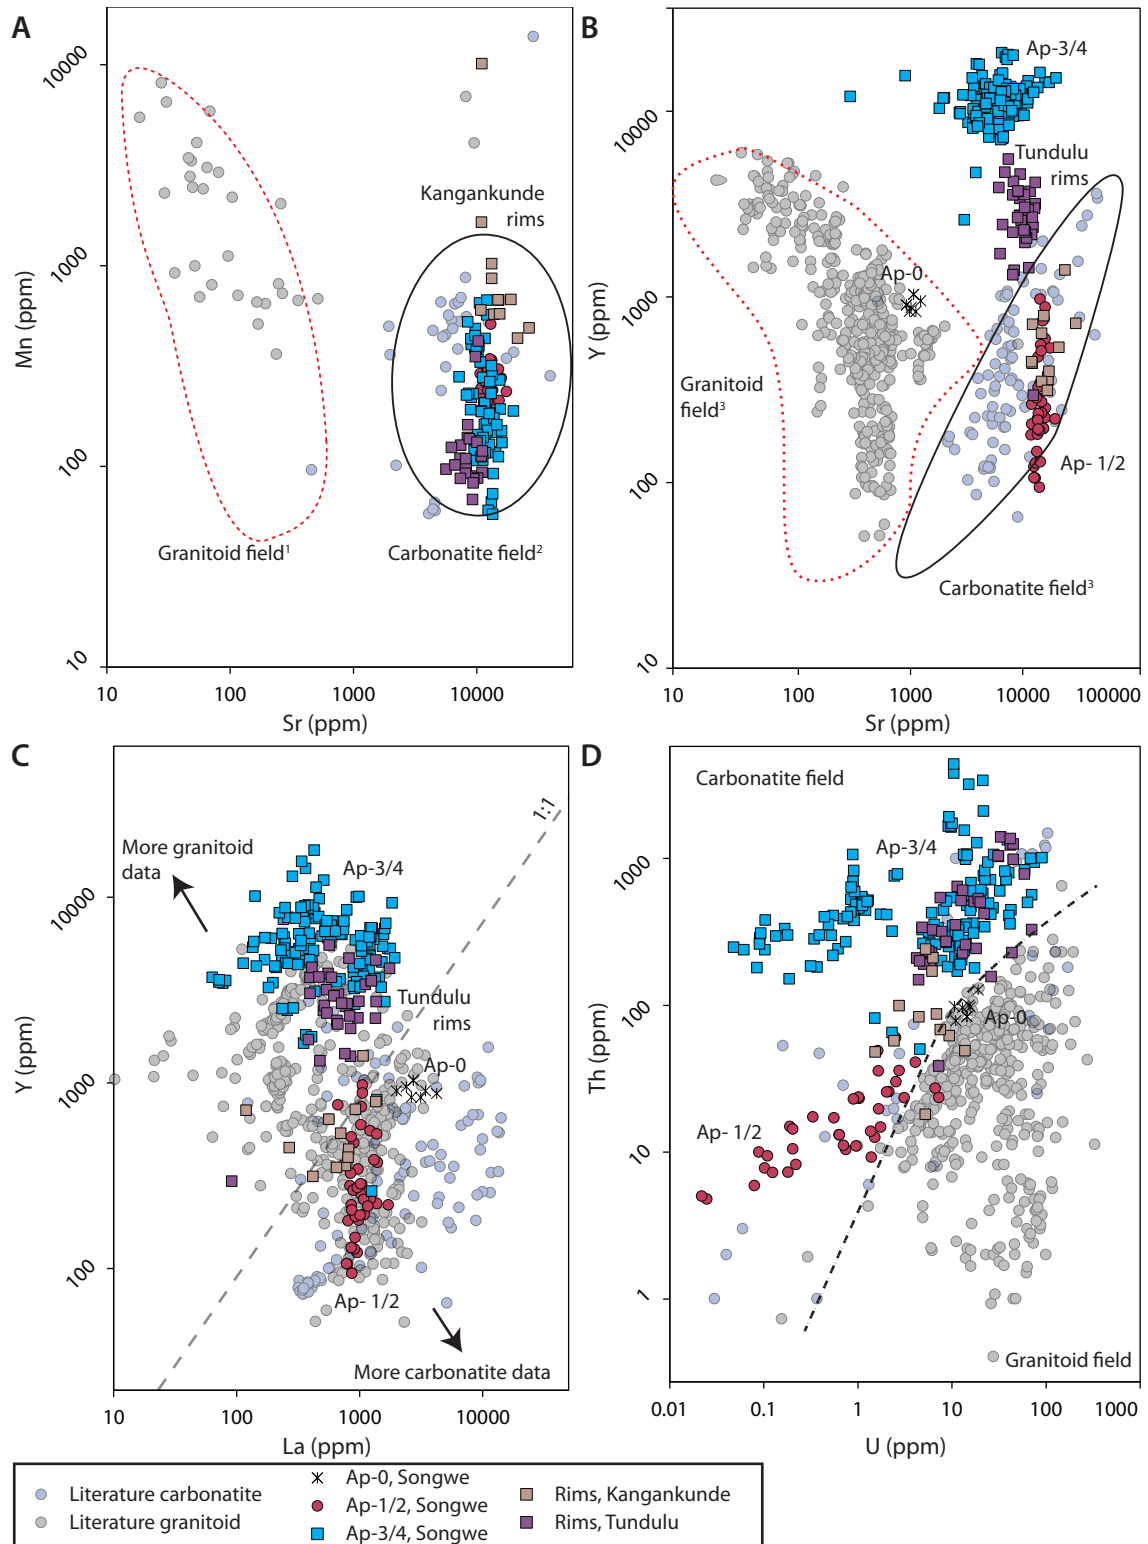 A
10000
1000
100
10
Mn (ppm)
Kangankunde
rims
Granitoid field¹
Carbonatite field²
10
100
1000
10000
Sr (ppm)
B
10000
1000
100
10
Y (ppm)
Ap-3/4
Tundulu
rims
Ap-0
Granitoid
field³
Ap- 1/2
Carbonatite field³
10
100
1000
10000
100000
Sr (ppm)
C
10000
1000
100
Y (ppm)
1:1
More granitoid
data
Ap-3/4
Tundulu
rims
Ap-0
Ap- 1/2
More carbonatite data
10
100
1000
10000
La (ppm)
D
1000
100
10
1
Th (ppm)
Carbonatite field
Ap-3/4
Ap-0
Ap- 1/2
Granitoid field
0.01
0.1
1
10
100
1000
U (ppm)
Literature carbonatite
Literature granitoid
Ap-0, Songwe
Ap-1/2, Songwe
Ap-3/4, Songwe
Rims, Kangankunde
Rims, Tundulu